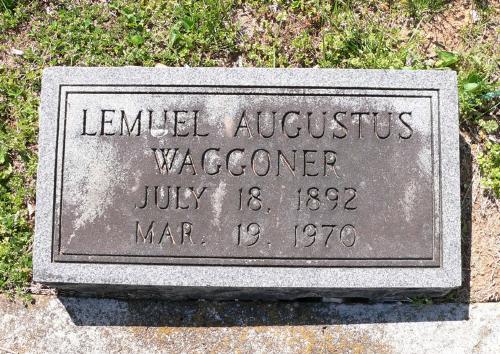 LEMUEL AUGUSTUS
WAGGONER
JULY 18, 1892
MAR. 19, 1970